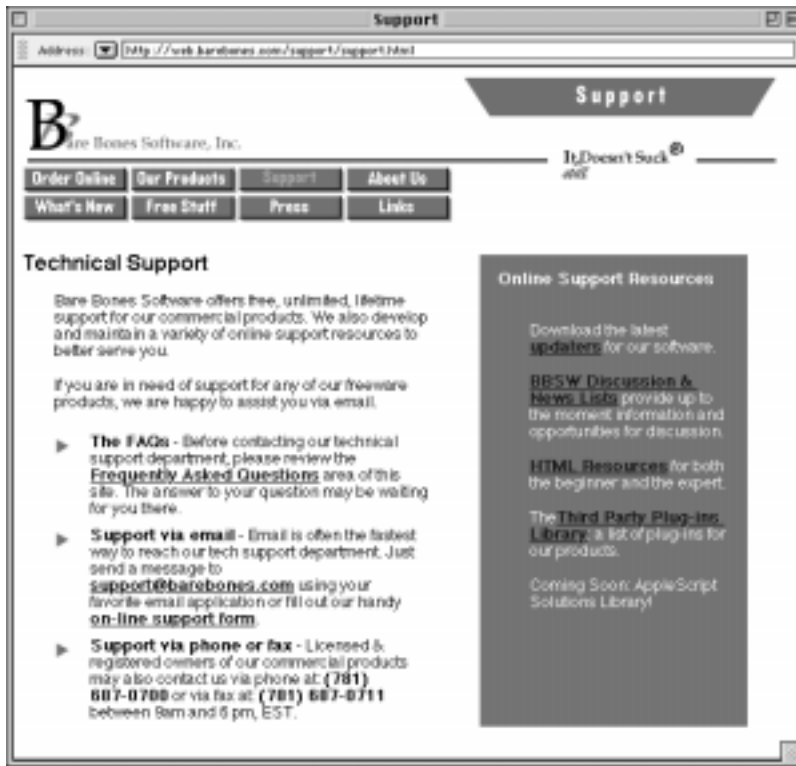 Support
Address: http://web.barebones.com/support/support.html
Support
Bare Bones Software, Inc.
It Doesn't Suck®
still
Order Online Our Products Support About Us
What's New Free Stuff Press Links
Technical Support
Bare Bones Software offers free, unlimited, lifetime
support for our commercial products. We also develop
and maintain a variety of online support resources to
better serve you.
If you are in need of support for any of our freeware
products, we are happy to assist you via email.
The FAQs - Before contacting our technical
support department, please review the
Frequently Asked Questions area of this
site. The answer to your question may be waiting
for you there.
Support via email - Email is often the fastest
way to reach our tech support department. Just
send a message to
support@barebones.com using your
favorite email application or fill out our handy
on-line support form.
Support via phone or fax - Licensed &
registered owners of our commercial products
may also contact us via phone at: (781)
687-0700 or via fax at: (781) 687-0711
between 9am and 5 pm, EST.
Online Support Resources
Download the latest
updaters for our software.
BBSW Discussion &
News Lists provide up to
the moment information and
opportunities for discussion.
HTML Resources for both
the beginner and the expert.
The Third Party Plug-ins
Library: a list of plug-ins for
our products.
Coming Soon: AppleScript
Solutions Library!